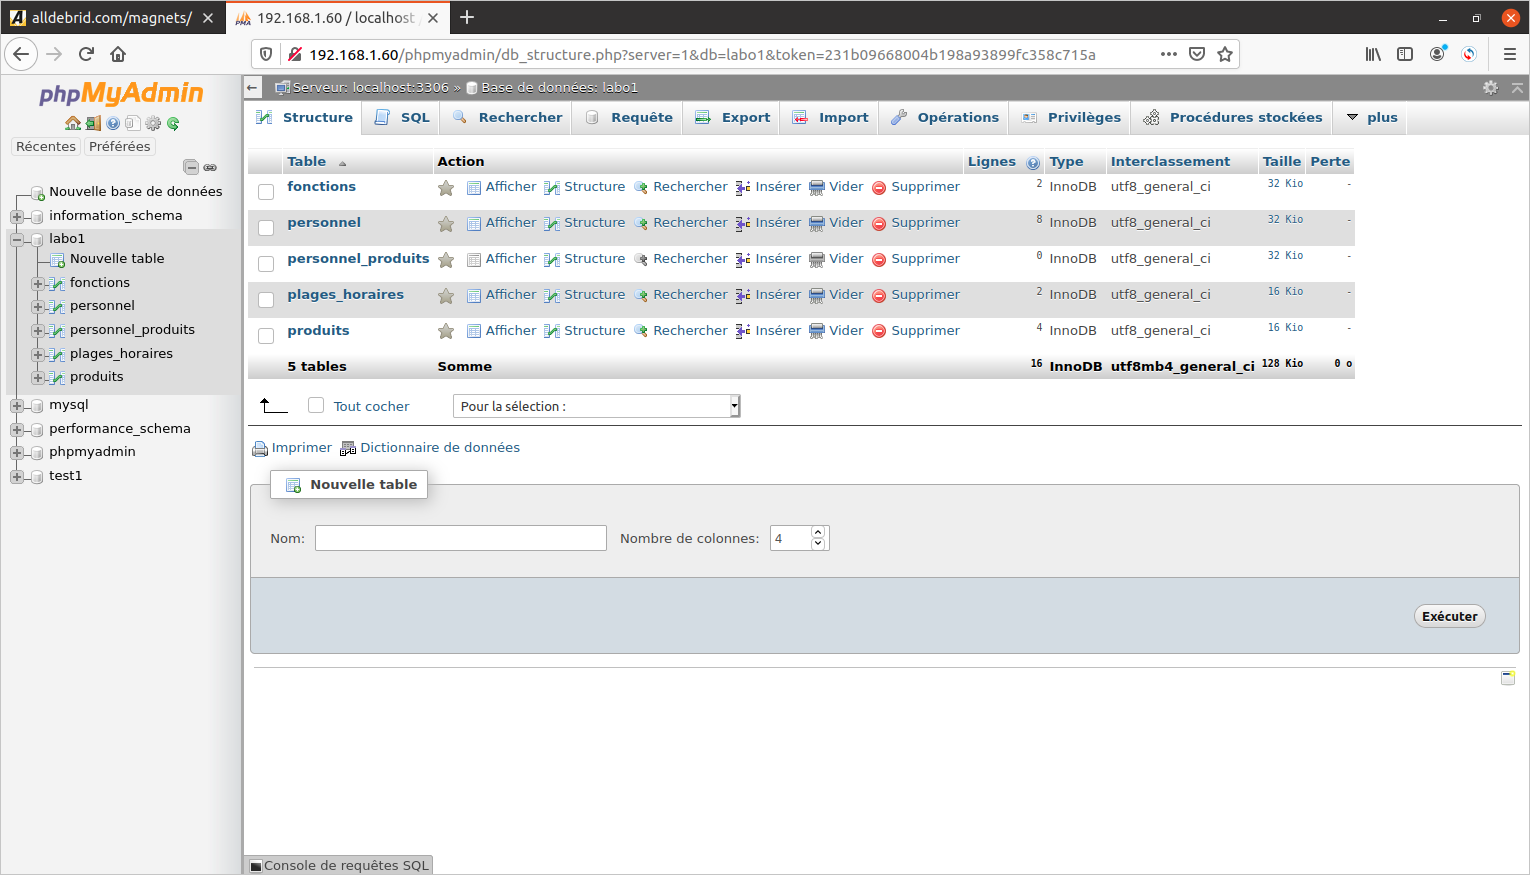 alldebrid.com/magnets/
192.168.1.60 / localhost
192.168.1.60/phpmyadmin/db_structure.php?server=1&db=labo1&token=231b09668004b198a93899fc358c715a
phpMyAdmin
Récentes Préférées
Nouvelle base de données
information_schema
labo1
Nouvelle table
fonctions
personnel
personnel_produits
plages_horaires
produits
mysql
performance_schema
phpmyadmin
test1
Serveur: localhost:3306 » Base de données: labo1
Structure SQL Rechercher Requête Export Import Opérations Privilèges Procédures stockées plus
Table Action Lignes Type Interclassement Taille Perte
fonctions Afficher Structure Rechercher Insérer Vider Supprimer 2 InnoDB utf8_general_ci 32 Kio -
personnel Afficher Structure Rechercher Insérer Vider Supprimer 8 InnoDB utf8_general_ci 32 Kio -
personnel_produits Afficher Structure Rechercher Insérer Vider Supprimer 0 InnoDB utf8_general_ci 32 Kio -
plages_horaires Afficher Structure Rechercher Insérer Vider Supprimer 2 InnoDB utf8_general_ci 16 Kio -
produits Afficher Structure Rechercher Insérer Vider Supprimer 4 InnoDB utf8_general_ci 16 Kio -
5 tables Somme 16 InnoDB utf8mb4_general_ci 128 Kio 0 o
Tout cocher Pour la sélection :
Imprimer Dictionnaire de données
Nouvelle table
Nom: Nombre de colonnes: 4
Exécuter
Console de requêtes SQL